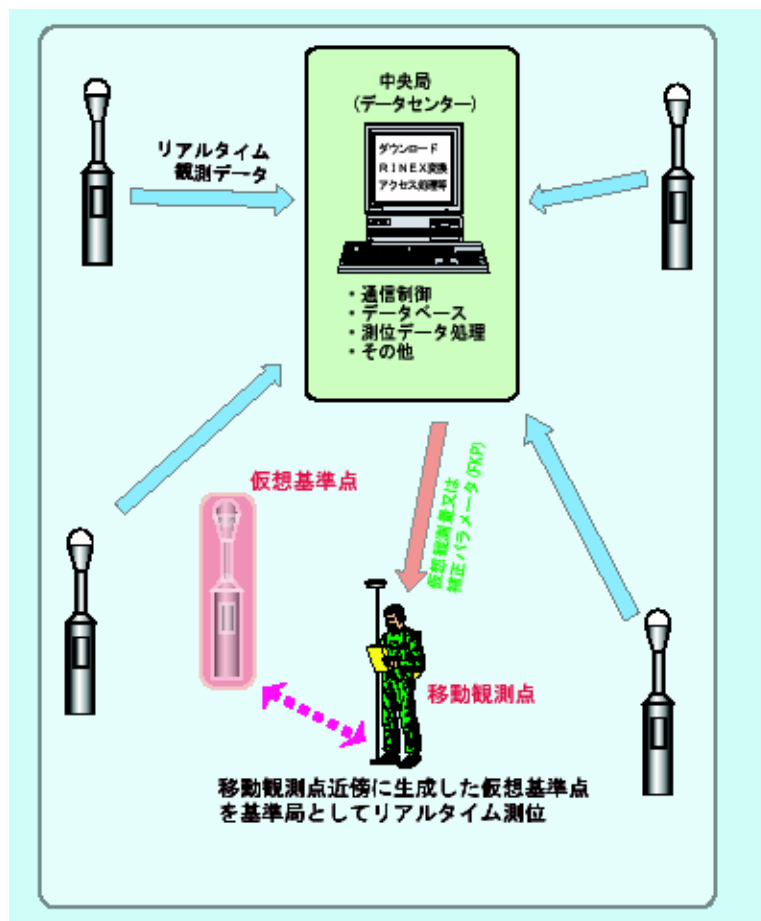 中央局
(データセンター)
ダウンロード
RINEX変換
アクセス処理等
リアルタイム
観測データ
・通信制御
・データベース
・測位データ処理
・その他
仮想基準点
仮想観測量又は
補正パラメータ(FKP)
移動観測点
移動観測点近傍に生成した仮想基準点
を基準局としてリアルタイム測位